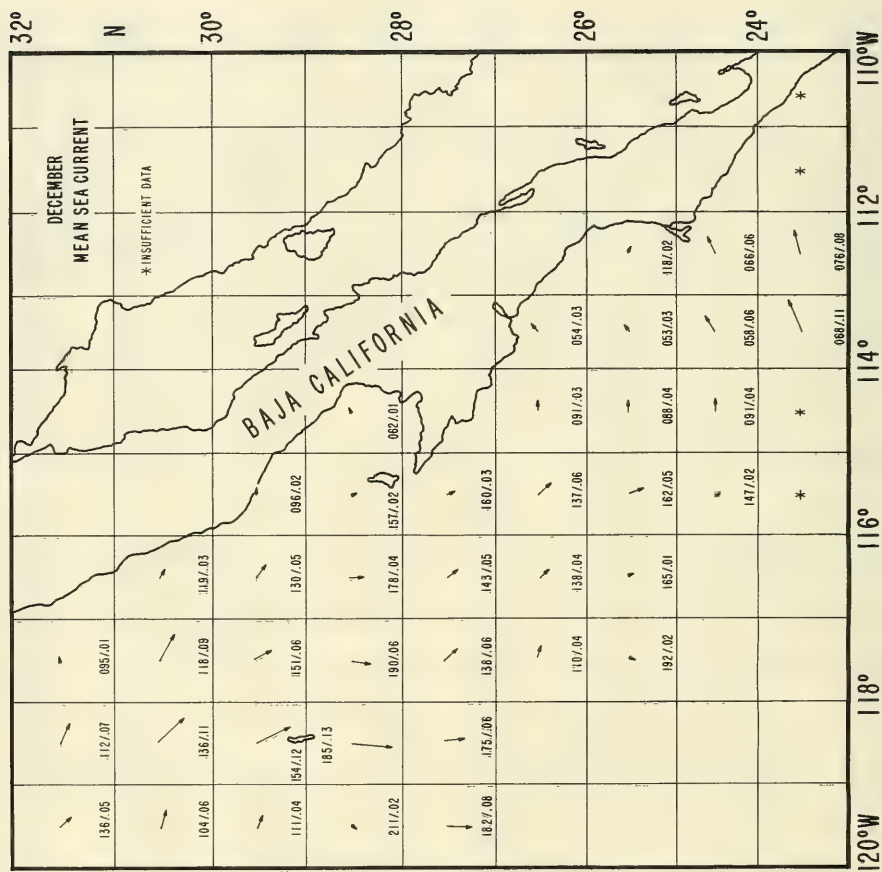 32°
DECEMBER
MEAN SEA CURRENT
136/.05 112/.07 095/.01
N
*INSUFFICIENT DATA
104/.06 136/.11 118/.09 119/.03
30°
111/.04 154/.12 151/.06 130/.05 096/.02
185/.13
BAJA CALIFORNIA
211/.02 190/.06 178/.04 157/.02 062/.01
28°
182/.08 175/.06 138/.06 143/.05 160/.03
110/.04 138/.04 137/.06 091/.03 054/.03
26°
192/.02 165/.01 162/.05 088/.04 053/.03 118/.02
147/.02 091/.04 058/.06 066/.06
24°
* * * *
068/.11 076/.08
120°W 118° 116° 114° 112° 110°W